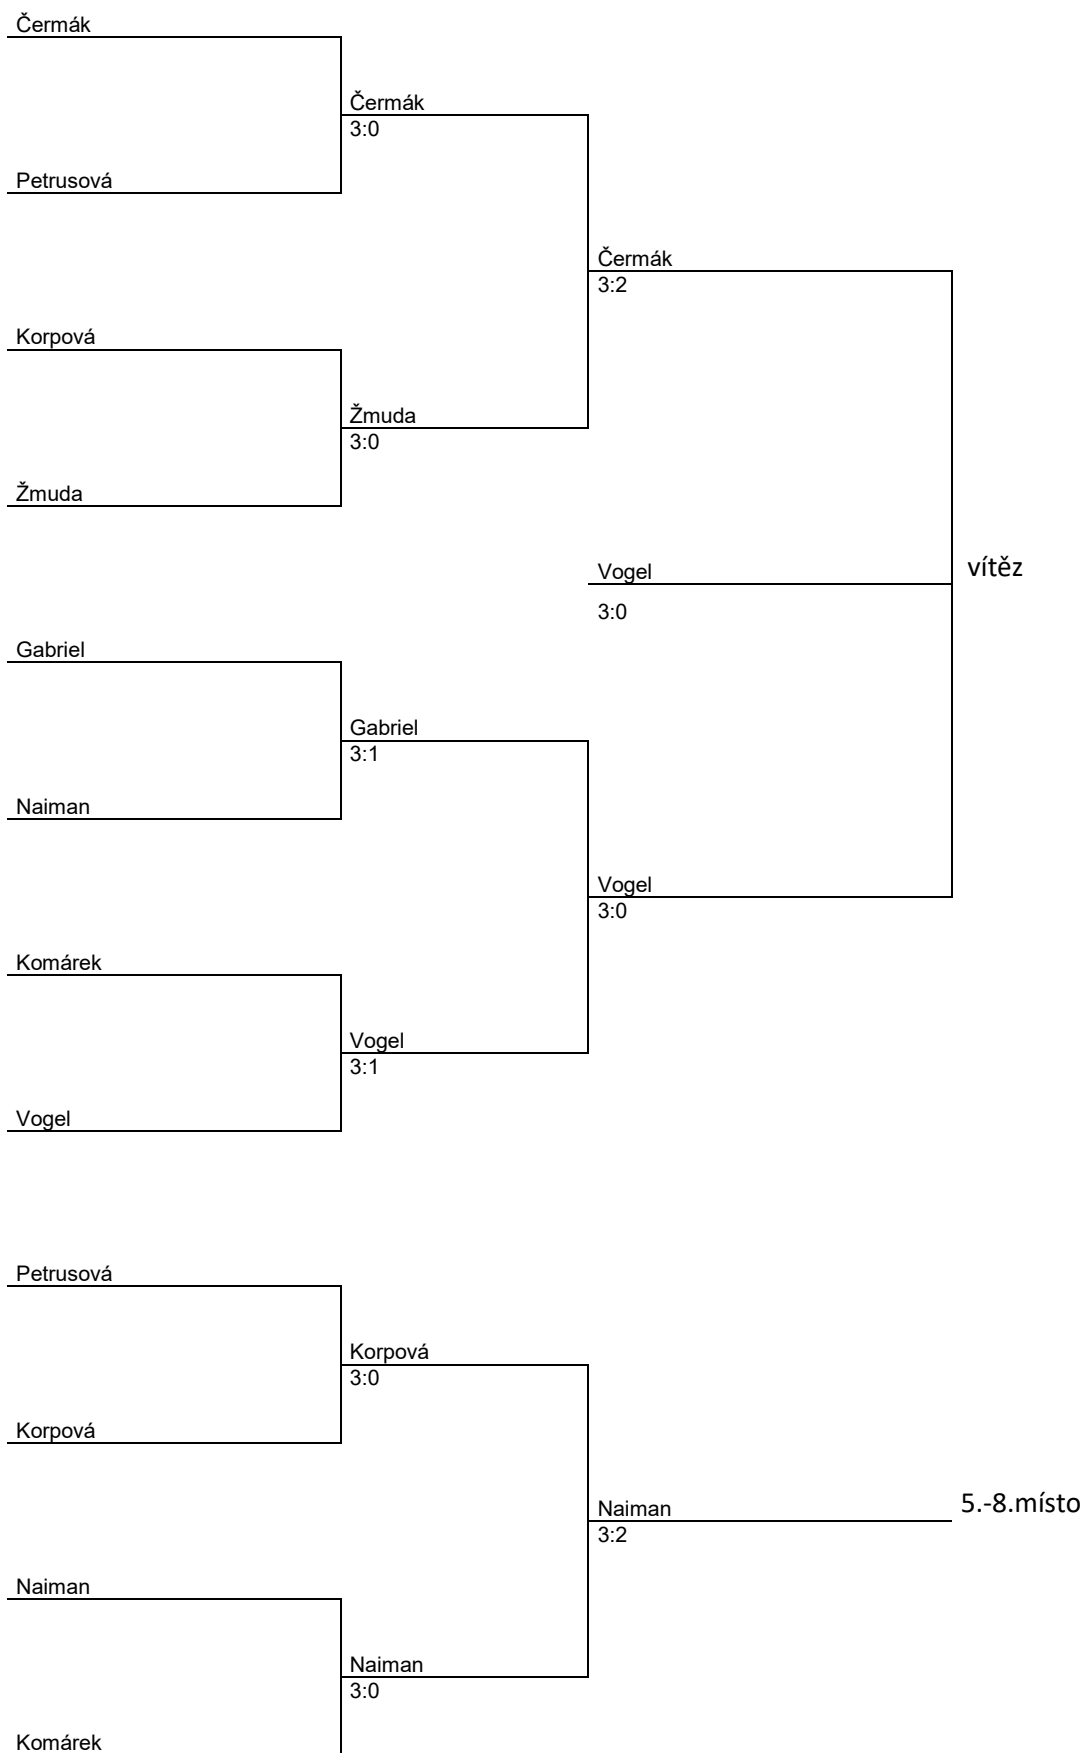 Čermák
Čermák
3:0
Petrusová
Čermák
3:2
Korpová
Žmuda
3:0
Žmuda
Vogel
vítěz
3:0
Gabriel
Gabriel
3:1
Naiman
Vogel
3:0
Komárek
Vogel
3:1
Vogel
Petrusová
Korpová
3:0
Korpová
Naiman
5.-8.místo
3:2
Naiman
Naiman
3:0
Komárek